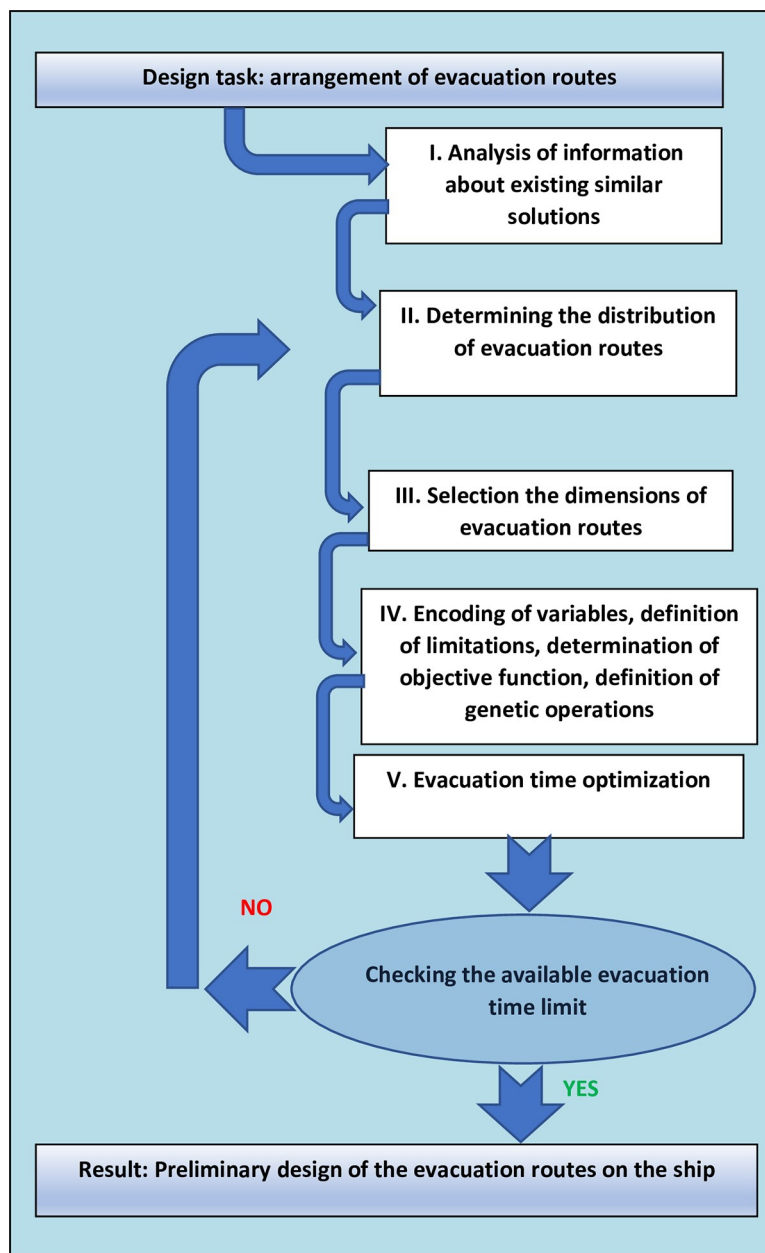 Design task: arrangement of evacuation routes
I. Analysis of information
about existing similar
solutions
II. Determining the distribution
of evacuation routes
III. Selection the dimensions of
evacuation routes
IV. Encoding of variables, definition
of limitations, determination of
objective function, definition of
genetic operations
V. Evacuation time optimization
NO
Checking the available evacuation
time limit
YES
Result: Preliminary design of the evacuation routes on the ship